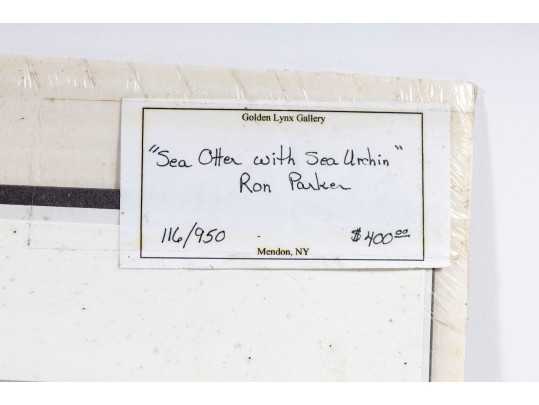 Golden Lynx Gallery
"Sea Otter with Sea Urchin"
Ron Parker
116/950 $400.00
Mendon, NY